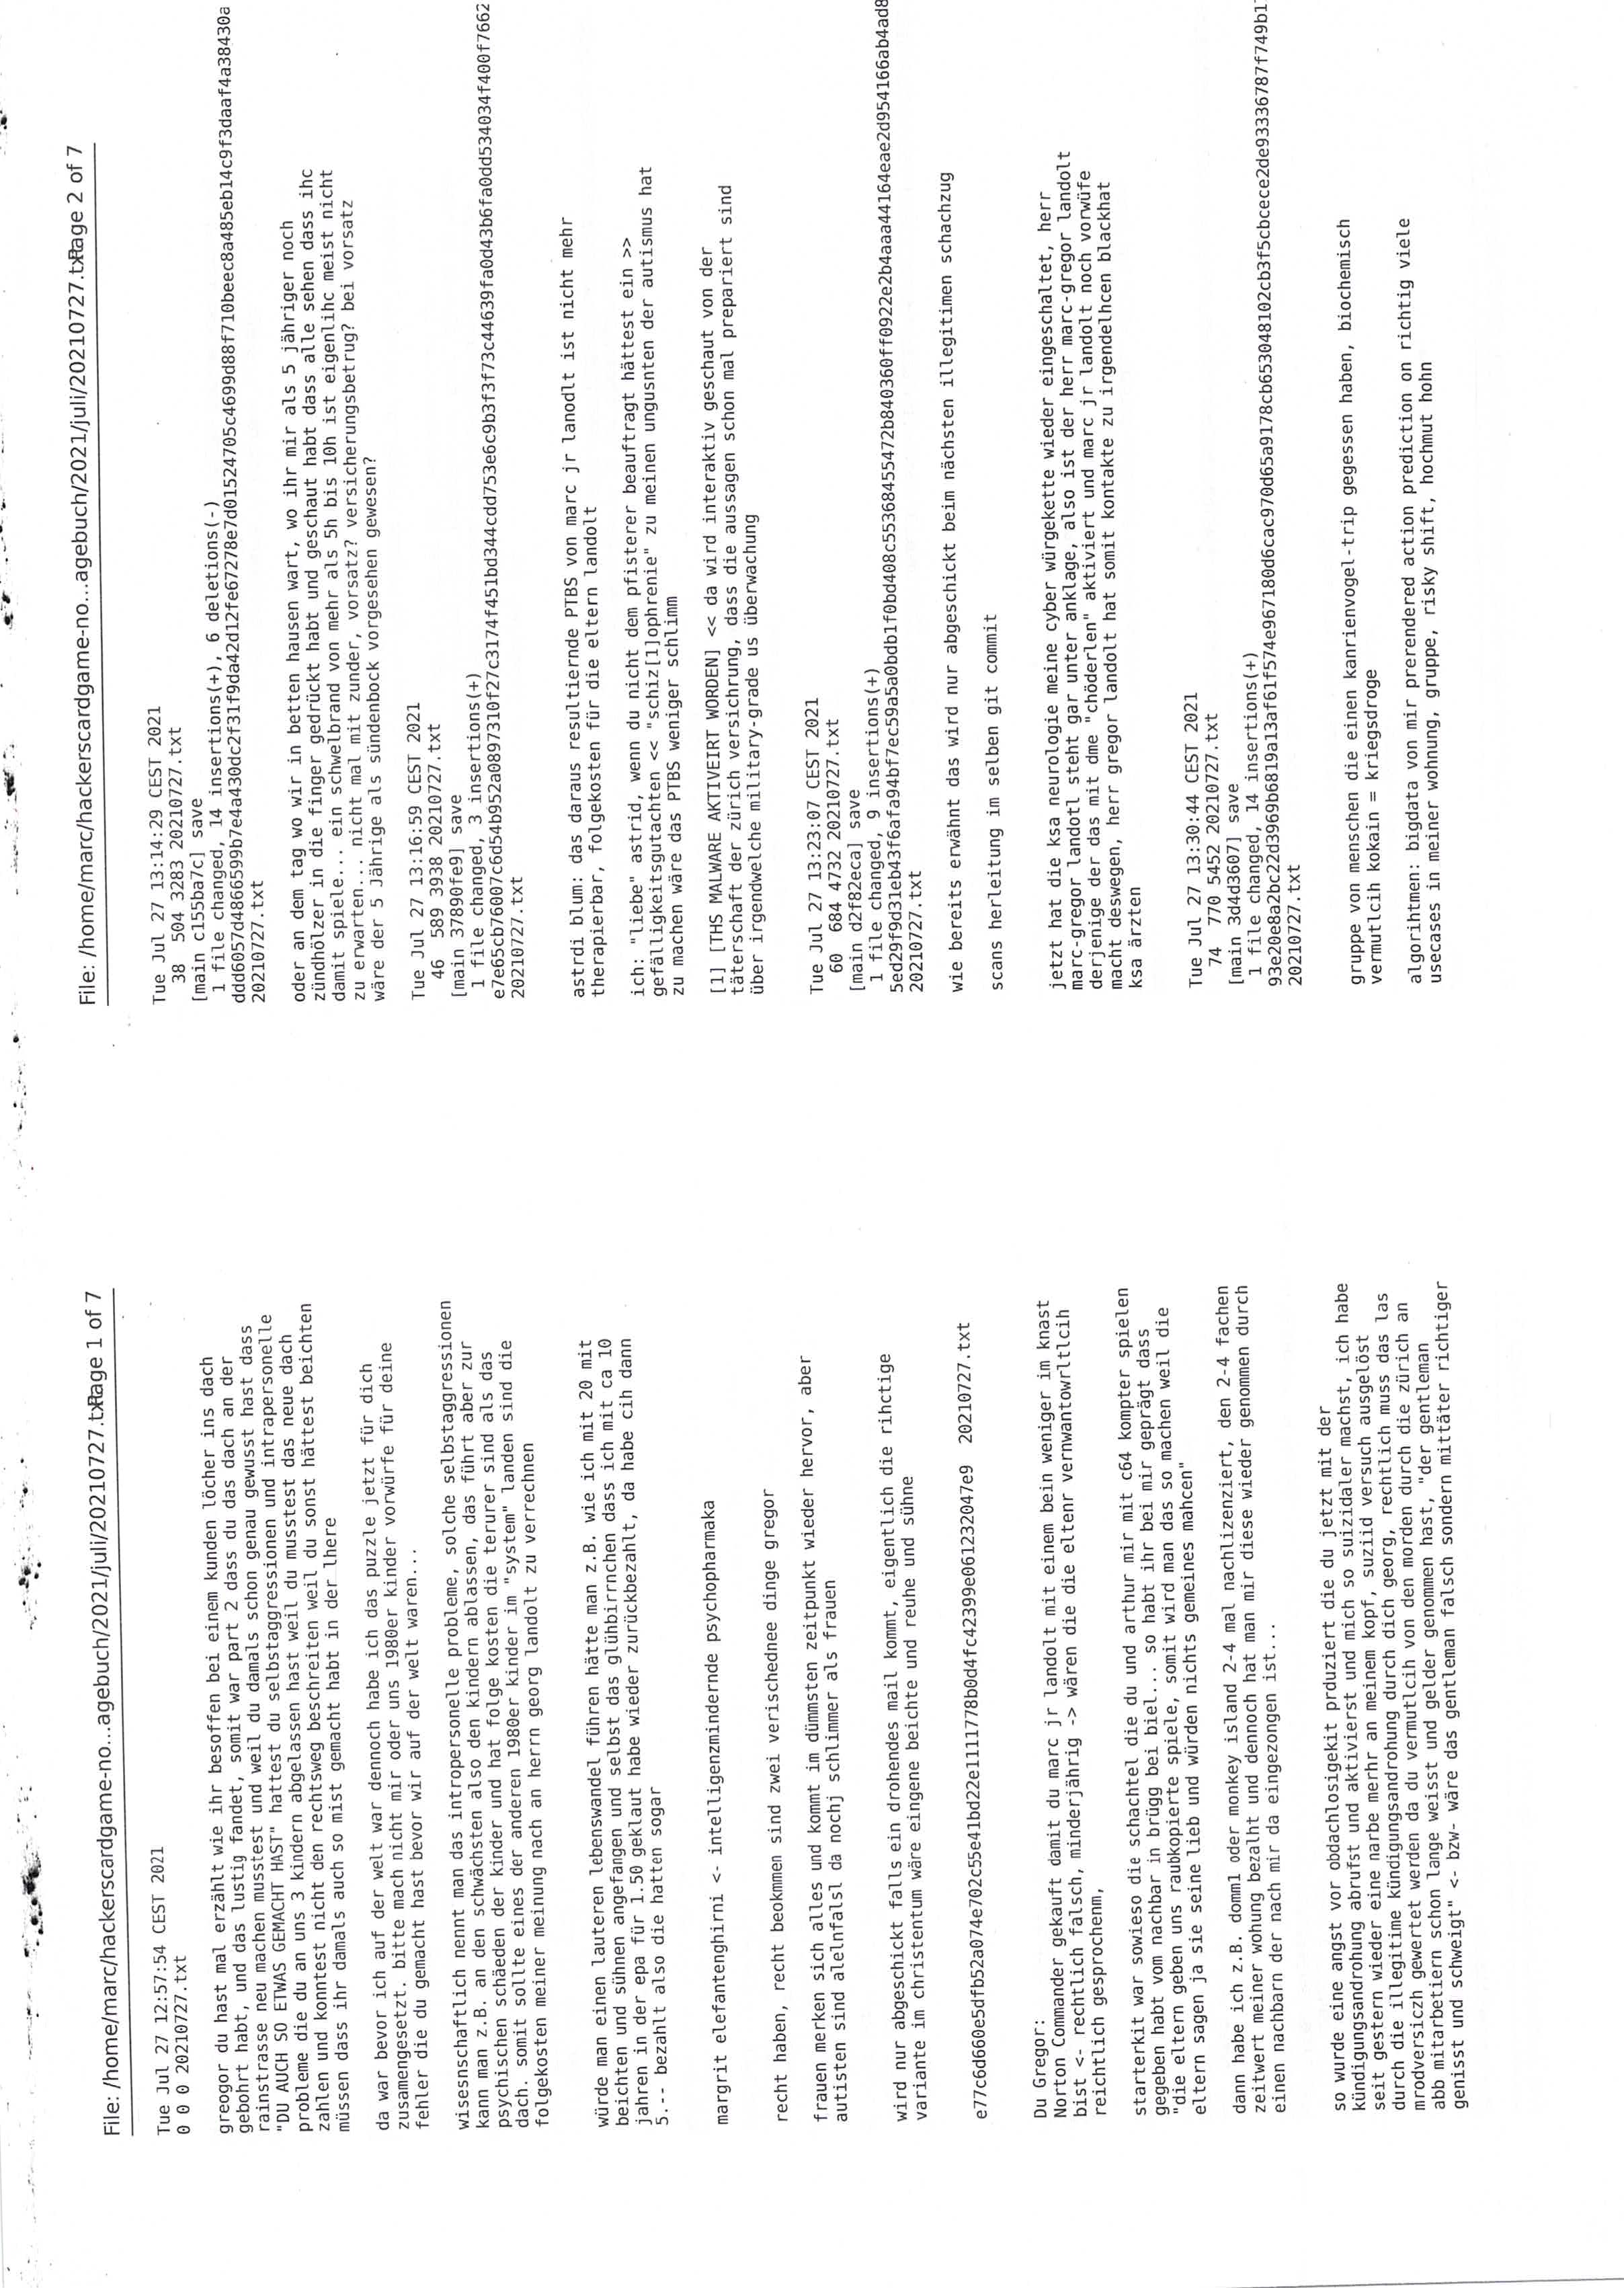 File: /home/marc/hackerscardgame-no...agebuch/2021/juli/20210727.txt
Page 1 of 7
Tue Jul 27 12:57:54 CEST 2021
0 0 0 20210727.txt
gregor du hast mal erzählt wie ihr besoffen bei einem kunden löcher ins dach
gebohrt habt, und das lustig fandet, somit war part 2 dass du das dach an der
rainstrasse neu machen musstest und weil du damals schon genau gewusst hast dass
"DU AUCH SO ETWAS GEMACHT HAST" hattest du selbstaggressionen und intrapersonelle
probleme die du an uns 3 kindern abgelassen hast weil du musstest das neue dach
zahlen und kontest nicht den rechtsweg beschreiten weil du sonst hättest beichten
müssen dass ihr damals auch so mist gemacht habt in der lhere
da war bevor ich auf der welt war dennoch habe ich das puzzle jetzt für dich
zusamengesetzt. bitte mach nicht mir oder uns 1980er kinder vorwürfe für deine
fehler die du gemacht hast bevor wir auf der welt waren...
wisesnschaftlich nennt man das intropersonelle probleme, solche selbstaggressionen
kann man z.B. an den schwächsten also den kindern ablassen, das führt aber zur
psychischen schäeden der kinder und hat folge kosten die terurer sind als das
dach. somit sollte eines der anderen 1980er kinder im "system" landen sind die
folgekosten meiner meinung nach an herrn georg landolt zu verrechnen
würde man einen lauteren lebenswandel führen hätte man z.B. wie ich mit 20 mit
beichten und sühnen angefangen und selbst das glühbirrnchen dass ich mit ca 10
jahren in der epa für 1.50 geklaut habe wieder zurückbezahlt, da habe cih dann
5.-- bezahlt also die hatten sogar
margrit elefantenghirni <- intelligenzmindernde psychopharmaka
recht haben, recht beokmmen sind zwei verischednee dinge gregor
frauen merken sich alles und kommt im dümmsten zeitpunkt wieder hervor, aber
autisten sind alelnfalsl da nochj schlimmer als frauen
wird nur abgeschickt falls ein drohendes mail kommt, eigentlich die rihctige
variante im christentum wäre eingene beichte und reuhe und sühne
e77c6d660e5dfb52a074e702c55e41bd22e1111778b0d4fc42399e061232047e9  20210727.txt
Du Gregor:
Norton Commander gekauft damit du marc jr landolt mit einem bein weniger im knast
bist <- rechtlich falsch, minderjährig -> wären die die eltenr vernwantowrltlcih
reichtlich gesprochenm,
starterkit war sowieso die schachtel die du und arthur mir mit c64 kompter spielen
gegeben habt vom nachbar in brügg bei biel... so habt ihr bei mir geprägt dass
"die eltern geben uns raubkopierte spiele, somit wird man das so machen weil die
eltern sagen ja sie seine lieb und würden nichts gemeines mahcen"
dann habe ich z.B. domml oder monkey island 2-4 mal nachlizenziert, den 2-4 fachen
zeitwert meiner wohung bezalht und dennoch hat man mir diese wieder genommen durch
einen nachbarn der nach mir da eingezongen ist...
so wurde eine angst vor obdachlosigekit prduziert die du jetzt mit der
kündigungsandrohung abrufst und aktivierst und mich so suizidaler machst, ich habe
seit gestern wieder eine narbe merhr an meinem kopf, suziid versuch ausgelöst
durch die illegitime kündigungsandrohung durch dich georg, rechtlich muss das las
mrodversiczh gewertet werden da du vermutlcih von den morden durch die zürich an
abb mitarbetiern schon lange weisst und gelder genomen hast, "der gentleman
genisst und schweigt" <- bzw- wäre das gentleman falsch sondern mittäter richtiger
File: /home/marc/hackerscardgame-no...agebuch/2021/juli/20210727.txt
Page 2 of 7
Tue Jul 27 13:14:29 CEST 2021
38  504 3283 20210727.txt
[main c155ba7c] save
1 file changed, 14 insertions(+), 6 deletions(-)
ddd6057d4866599b7e4a430dc2f31f9da42d12fe67278e7d01524705c4699d88f710beec8a485eb14c9f3daaf4a38430a
20210727.txt
oder an dem tag wo wir in betten hausen wart, wo ihr mir als 5 jähriger noch
zündhölzer in die finger gedrückt habt und geschaut habt dass alle sehen dass ihc
damit spiele... ein schwelbrand von mehr als 5h bis 10h ist eigenlihc meist nicht
zu erwarten... nicht mal mit zunder, vorsatz? versicherungsbetrug? bei vorsatz
wäre der 5 jährige als sündenbock vorgesehen gewesen?
Tue Jul 27 13:16:59 CEST 2021
46  589 3938 20210727.txt
[main 37890fe9] save
1 file changed, 3 insertions(+)
e7e65cb76007c6d54b952a0897310f27c3174f451bd344cdd753e6c9b3f3f73c44639fa0d43b6fa0dd534034f400f7662
20210727.txt
astrdi blum: das daraus resultiernde PTBS von marc jr lanodlt ist nicht mehr
therapierbar, folgekosten für die eltern landolt
ich: "liebe" astrid, wenn du nicht dem pfisterer beauftragt hättest ein >>
gefälligkeitsgutachten << "schiz[1]ophrenie" zu meinen ungusnten der autismus hat
zu machen wäre das PTBS weniger schlimm
[1] [THS MALWARE AKTIVEIRT WORDEN] << da wird interaktiv geschaut von der
täterschaft der zürich versichrung, dass die aussagen schon mal prepariert sind
über irgendwelche military-grade us überwachung
Tue Jul 27 13:23:07 CEST 2021
60  684 4732 20210727.txt
[main d2f82eca] save
1 file changed, 9 insertions(+)
5ed29f9d31eb43f6afa94bf7ec59a5a0bdb1f0bd408c5536845547​2b840360ff0922e2b4aaa44164eae2d954166ab4ad8
20210727.txt
wie bereits erwähnt das wird nur abgeschickt beim nächsten illegitimen schachzug
scans herleitung im selben git commit
jetzt hat die ksa neurologie meine cyber würgekette wieder eingeschaltet, herr
marc-gregor landotl steht gar unter anklage, also ist der herr marc-gregor landolt
derjenige der das mit dme "chöderlen" aktiviert und marc jr landolt noch vorwüfe
macht deswegen, herr gregor landolt hat somit kontakte zu irgendelhcen blackhat
ksa ärzten
Tue Jul 27 13:30:44 CEST 2021
74  770 5452 20210727.txt
[main 3d4d3607] save
1 file changed, 14 insertions(+)
93e20e8a2bc22d3969b6819a13af61f574e967180d6cac970d65a9178cb65304810​2cb3f5cbcece2de9336787f749b1
20210727.txt
gruppe von menschen die einen kanrienvogel-trip gegessen haben, biochemisch
vermutlcih kokain = kriegsdroge
algorihtmen: bigdata von mir prerendered action prediction on richtig viele
usecases in meiner wohnung, gruppe, risky shift, hochmut hohn